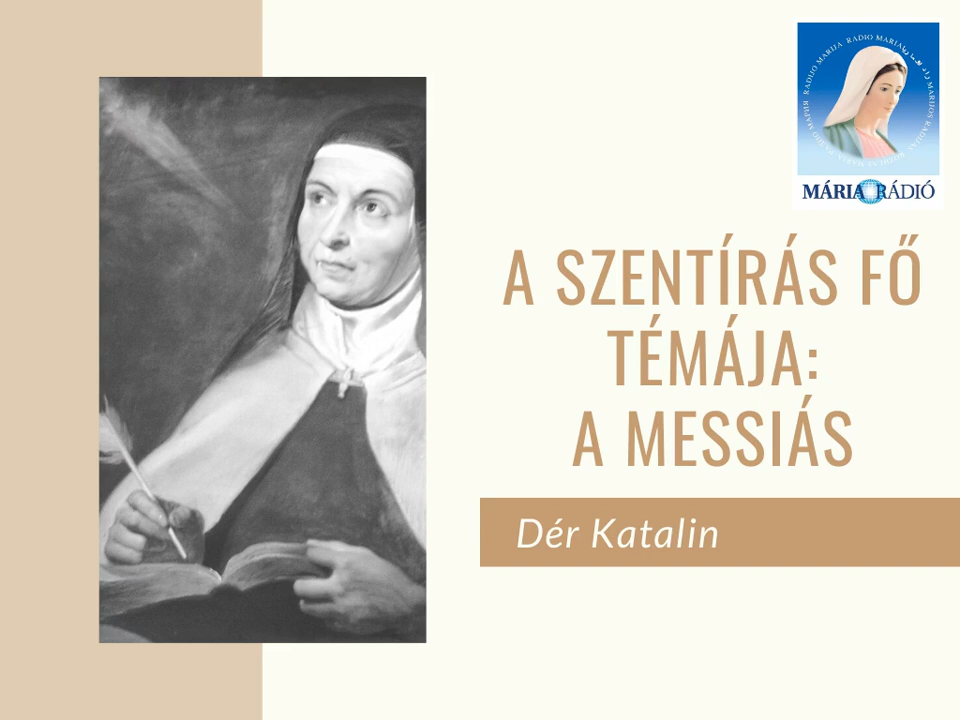 MÁRIA RÁDIÓ
A SZENTÍRÁS FŐ
TÉMÁJA:
A MESSIÁS
Dér Katalin